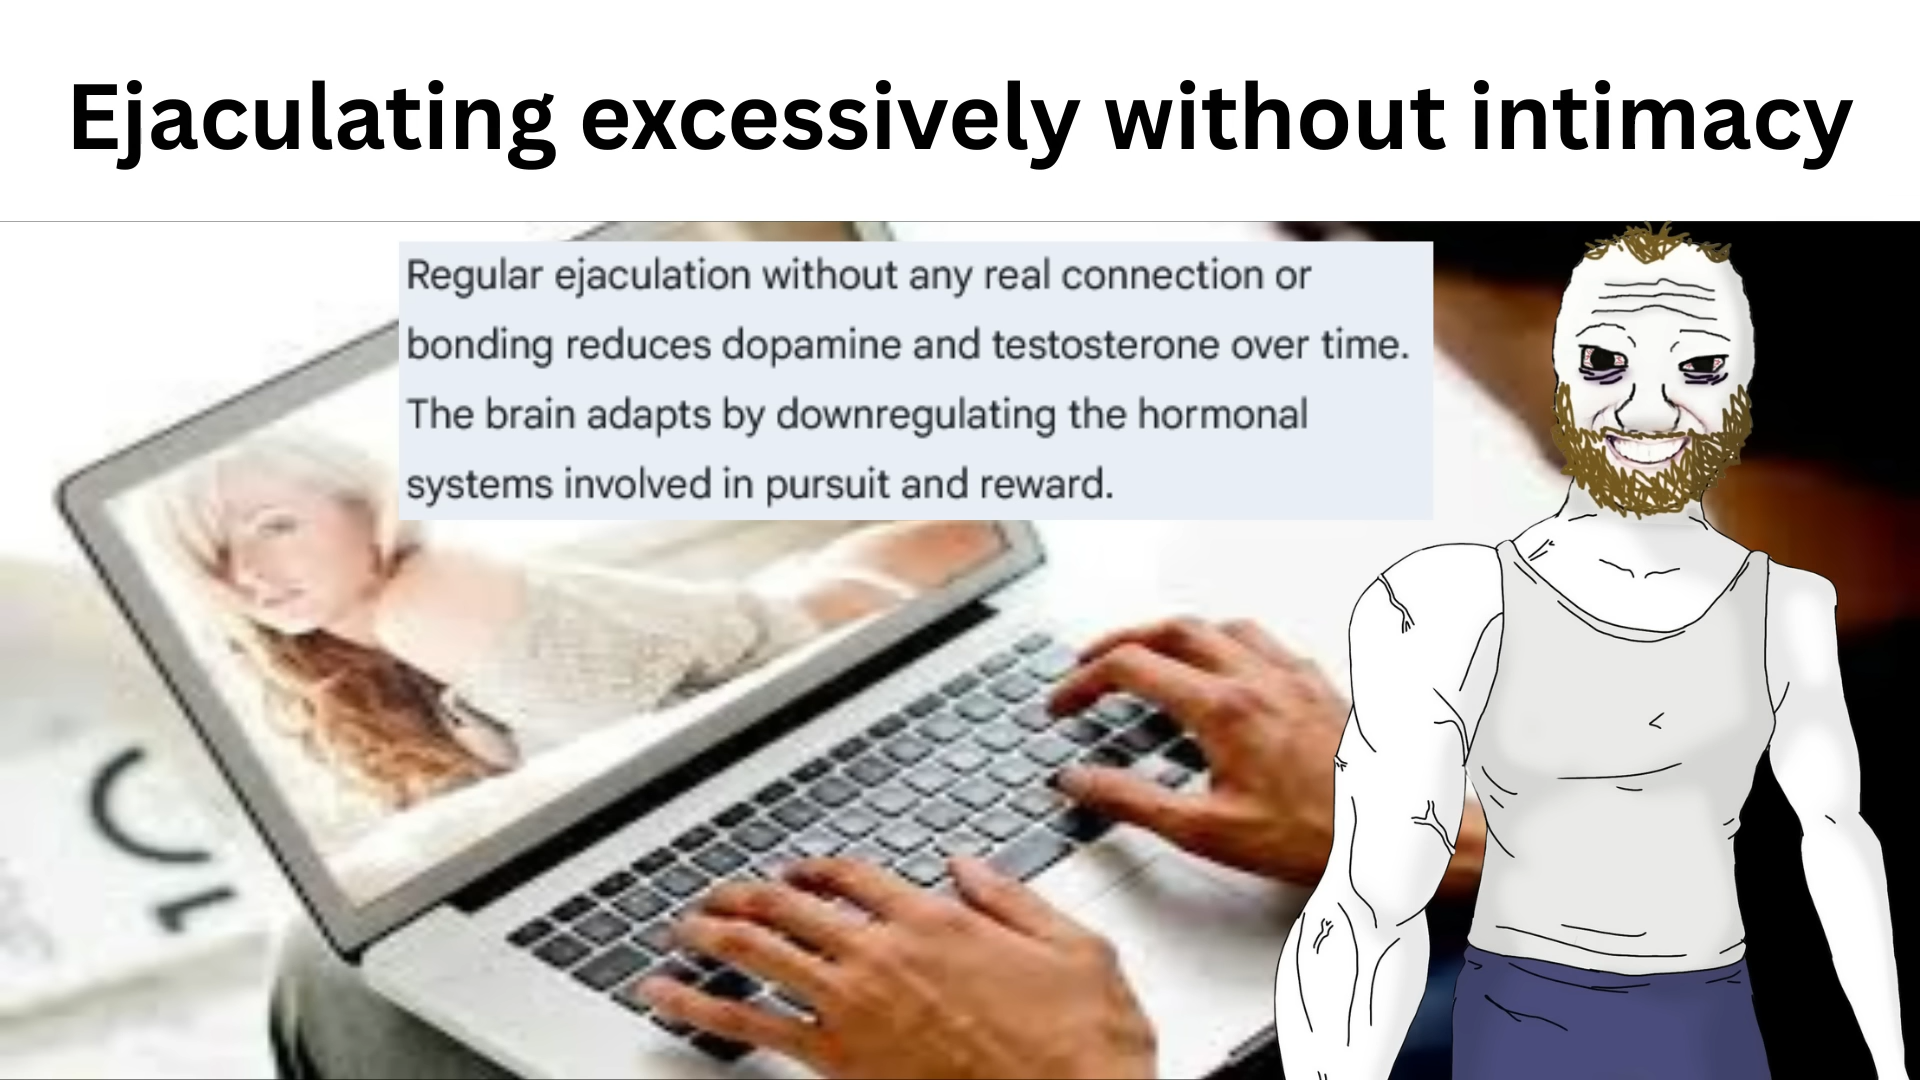 Ejaculating excessively without intimacy
Regular ejaculation without any real connection or
bonding reduces dopamine and testosterone over time.
The brain adapts by downregulating the hormonal
systems involved in pursuit and reward.